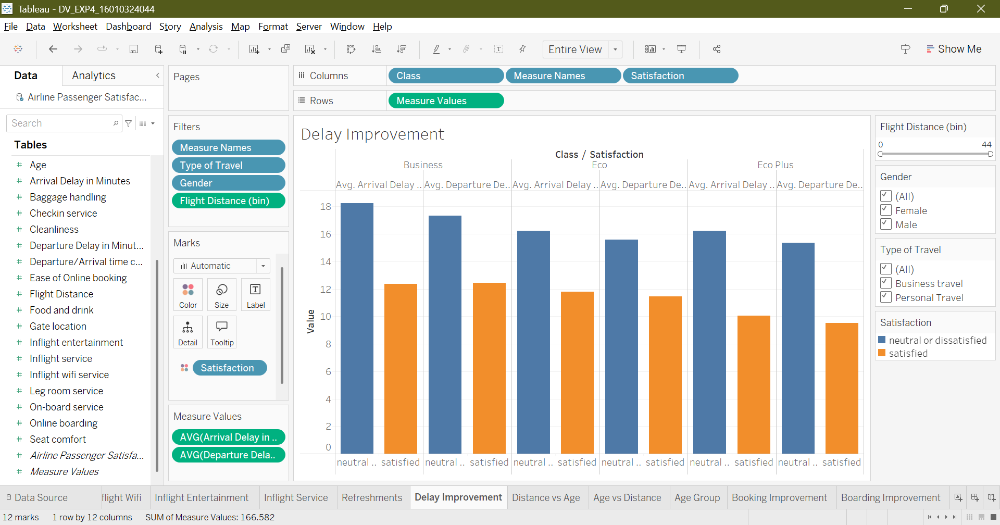 Tableau - DV_EXP4_16010324044
File Data Worksheet Dashboard Story Analysis Map Format Server Window Help
Entire View
Show Me
Data Analytics
Airline Passenger Satisfac...
Search
Tables
Age
Arrival Delay in Minutes
Baggage handling
Checkin service
Cleanliness
Departure Delay in Minut...
Departure/Arrival time c...
Ease of Online booking
Flight Distance
Food and drink
Gate location
Inflight entertainment
Inflight service
Inflight wifi service
Leg room service
On-board service
Online boarding
Seat comfort
Airline Passenger Satisfa...
Measure Values
Pages
Filters
Measure Names
Type of Travel
Gender
Flight Distance (bin)
Marks
Automatic
Color Size Label
Detail Tooltip
Satisfaction
Measure Values
AVG(Arrival Delay in ..
AVG(Departure Dela..
Columns Class Measure Names Satisfaction
Rows Measure Values
Delay Improvement
Class / Satisfaction
Business Eco Eco Plus
Avg. Arrival Delay .. Avg. Departure De.. Avg. Arrival Delay .. Avg. Departure De.. Avg. Arrival Delay .. Avg. Departure De..
Value
18
16
14
12
10
8
6
4
2
0
neutral .. satisfied neutral .. satisfied neutral .. satisfied neutral .. satisfied neutral .. satisfied neutral .. satisfied
Flight Distance (bin)
0 44
Gender
(All)
Female
Male
Type of Travel
(All)
Business travel
Personal Travel
Satisfaction
neutral or dissatisfied
satisfied
Data Source flight Wifi Inflight Entertainment Inflight Service Refreshments Delay Improvement Distance vs Age Age vs Distance Age Group Booking Improvement Boarding Improvement
12 marks 1 row by 12 columns SUM of Measure Values: 166.582